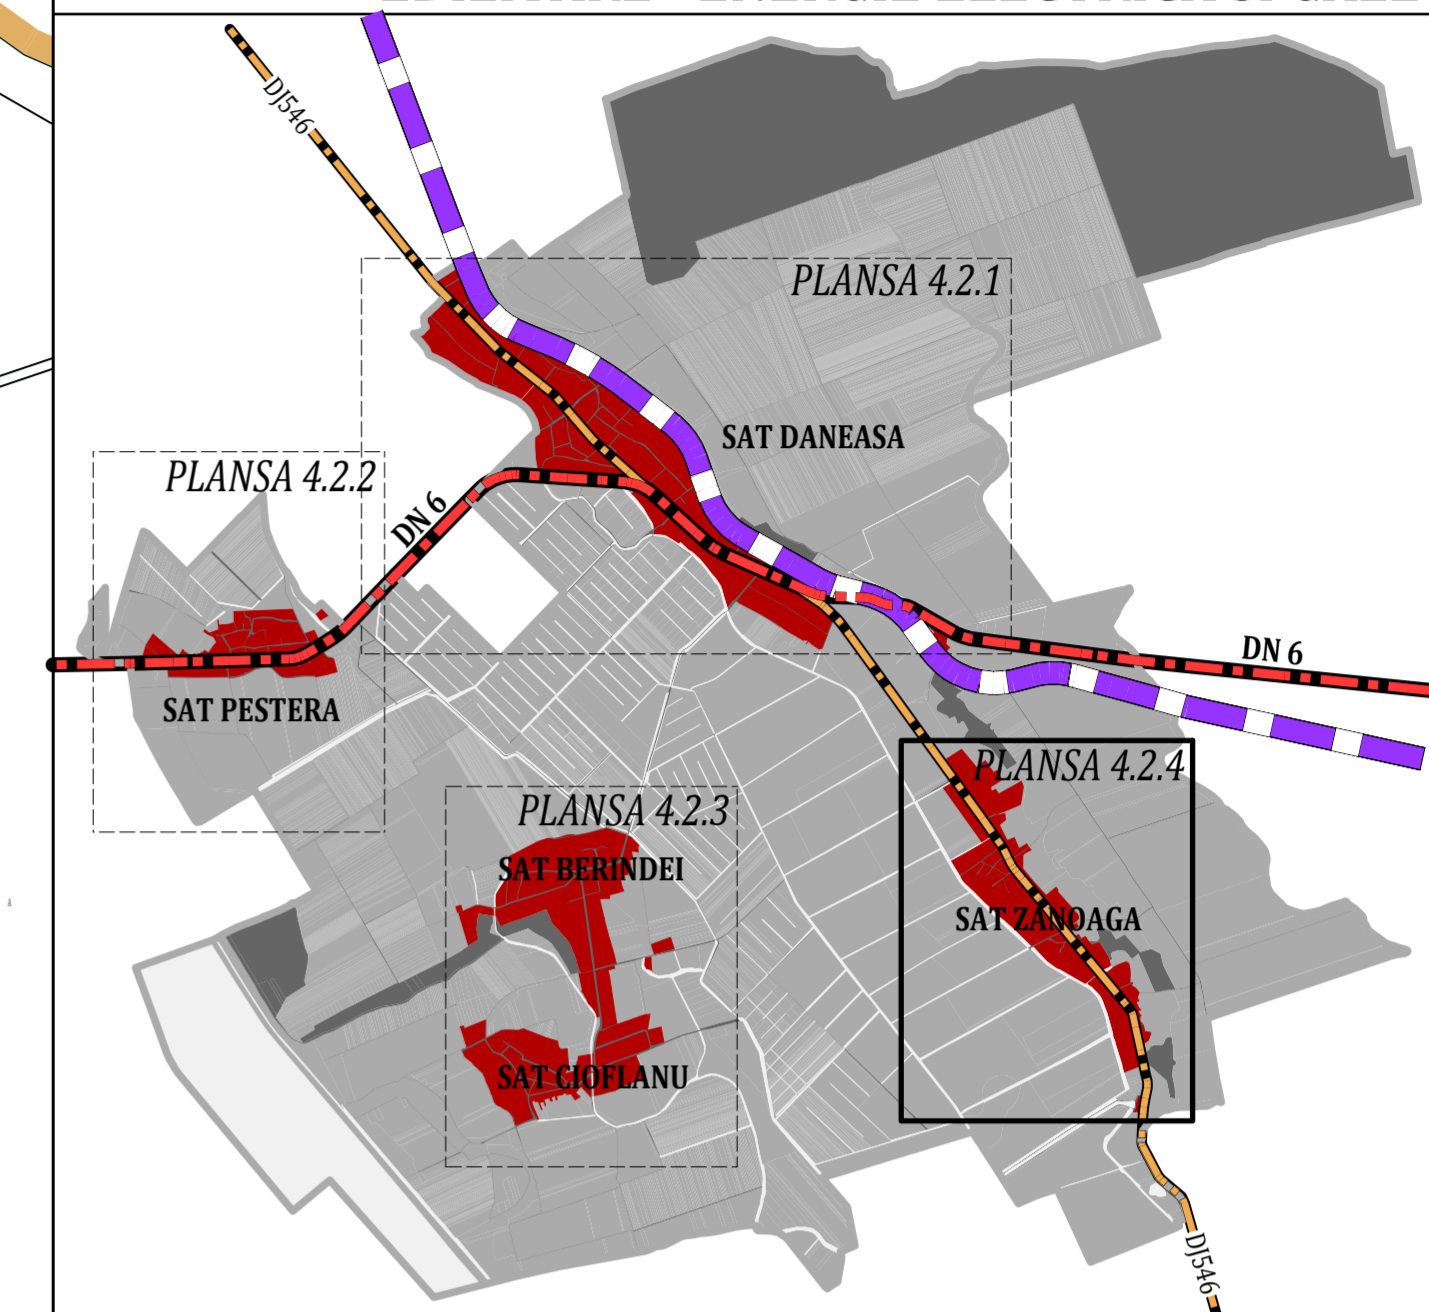 DJ546
PLANSA 4.2.1
SAT DANEASA
PLANSA 4.2.2
DN 6
DN 6
SAT PESTERA
PLANSA 4.2.4
PLANSA 4.2.3
SAT BERINDEI
SAT ZANOAGA
SAT CIOFLANU
DJ546